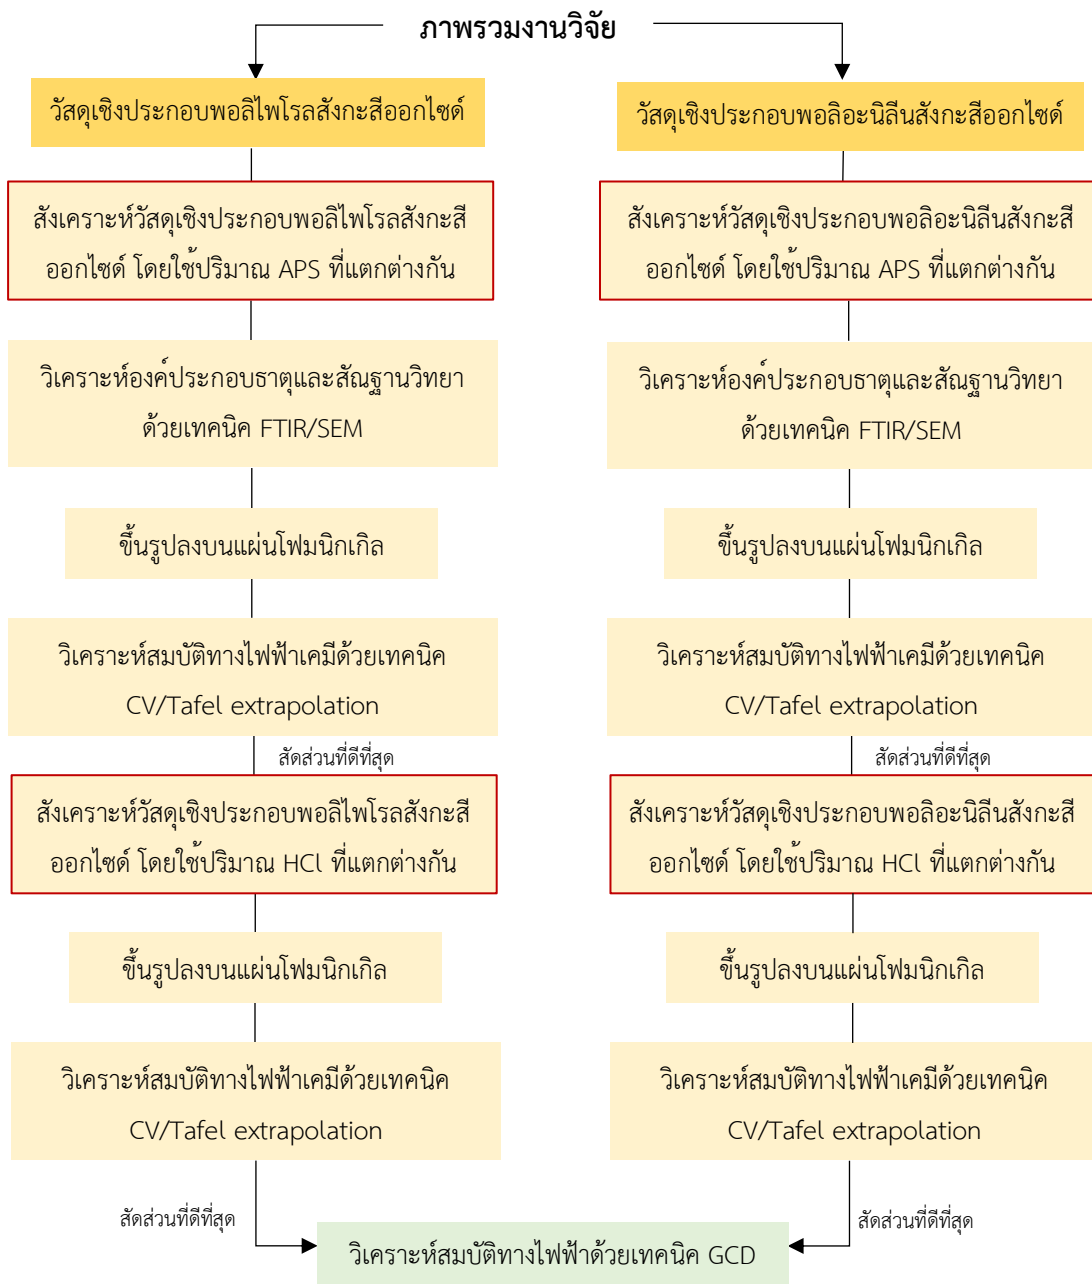 ภาพรวมงานวิจัย
วัสดุเชิงประกอบพอลิไพโรลสังกะสีออกไซด์
สังเคราะห์วัสดุเชิงประกอบพอลิไพโรลสังกะสี
ออกไซด์ โดยใช้ปริมาณ APS ที่แตกต่างกัน
วิเคราะห์องค์ประกอบธาตุและสัณฐานวิทยา
ด้วยเทคนิค FTIR/SEM
ขึ้นรูปลงบนแผ่นโฟมนิกเกิล
วิเคราะห์สมบัติทางไฟฟ้าเคมีด้วยเทคนิค
CV/Tafel extrapolation
สัดส่วนที่ดีที่สุด
สังเคราะห์วัสดุเชิงประกอบพอลิไพโรลสังกะสี
ออกไซด์ โดยใช้ปริมาณ HCl ที่แตกต่างกัน
ขึ้นรูปลงบนแผ่นโฟมนิกเกิล
วิเคราะห์สมบัติทางไฟฟ้าเคมีด้วยเทคนิค
CV/Tafel extrapolation
สัดส่วนที่ดีที่สุด
วัสดุเชิงประกอบพอลิอะนิลีนสังกะสีออกไซด์
สังเคราะห์วัสดุเชิงประกอบพอลิอะนิลีนสังกะสี
ออกไซด์ โดยใช้ปริมาณ APS ที่แตกต่างกัน
วิเคราะห์องค์ประกอบธาตุและสัณฐานวิทยา
ด้วยเทคนิค FTIR/SEM
ขึ้นรูปลงบนแผ่นโฟมนิกเกิล
วิเคราะห์สมบัติทางไฟฟ้าเคมีด้วยเทคนิค
CV/Tafel extrapolation
สัดส่วนที่ดีที่สุด
สังเคราะห์วัสดุเชิงประกอบพอลิอะนิลีนสังกะสี
ออกไซด์ โดยใช้ปริมาณ HCl ที่แตกต่างกัน
ขึ้นรูปลงบนแผ่นโฟมนิกเกิล
วิเคราะห์สมบัติทางไฟฟ้าเคมีด้วยเทคนิค
CV/Tafel extrapolation
สัดส่วนที่ดีที่สุด
วิเคราะห์สมบัติทางไฟฟ้าด้วยเทคนิค GCD